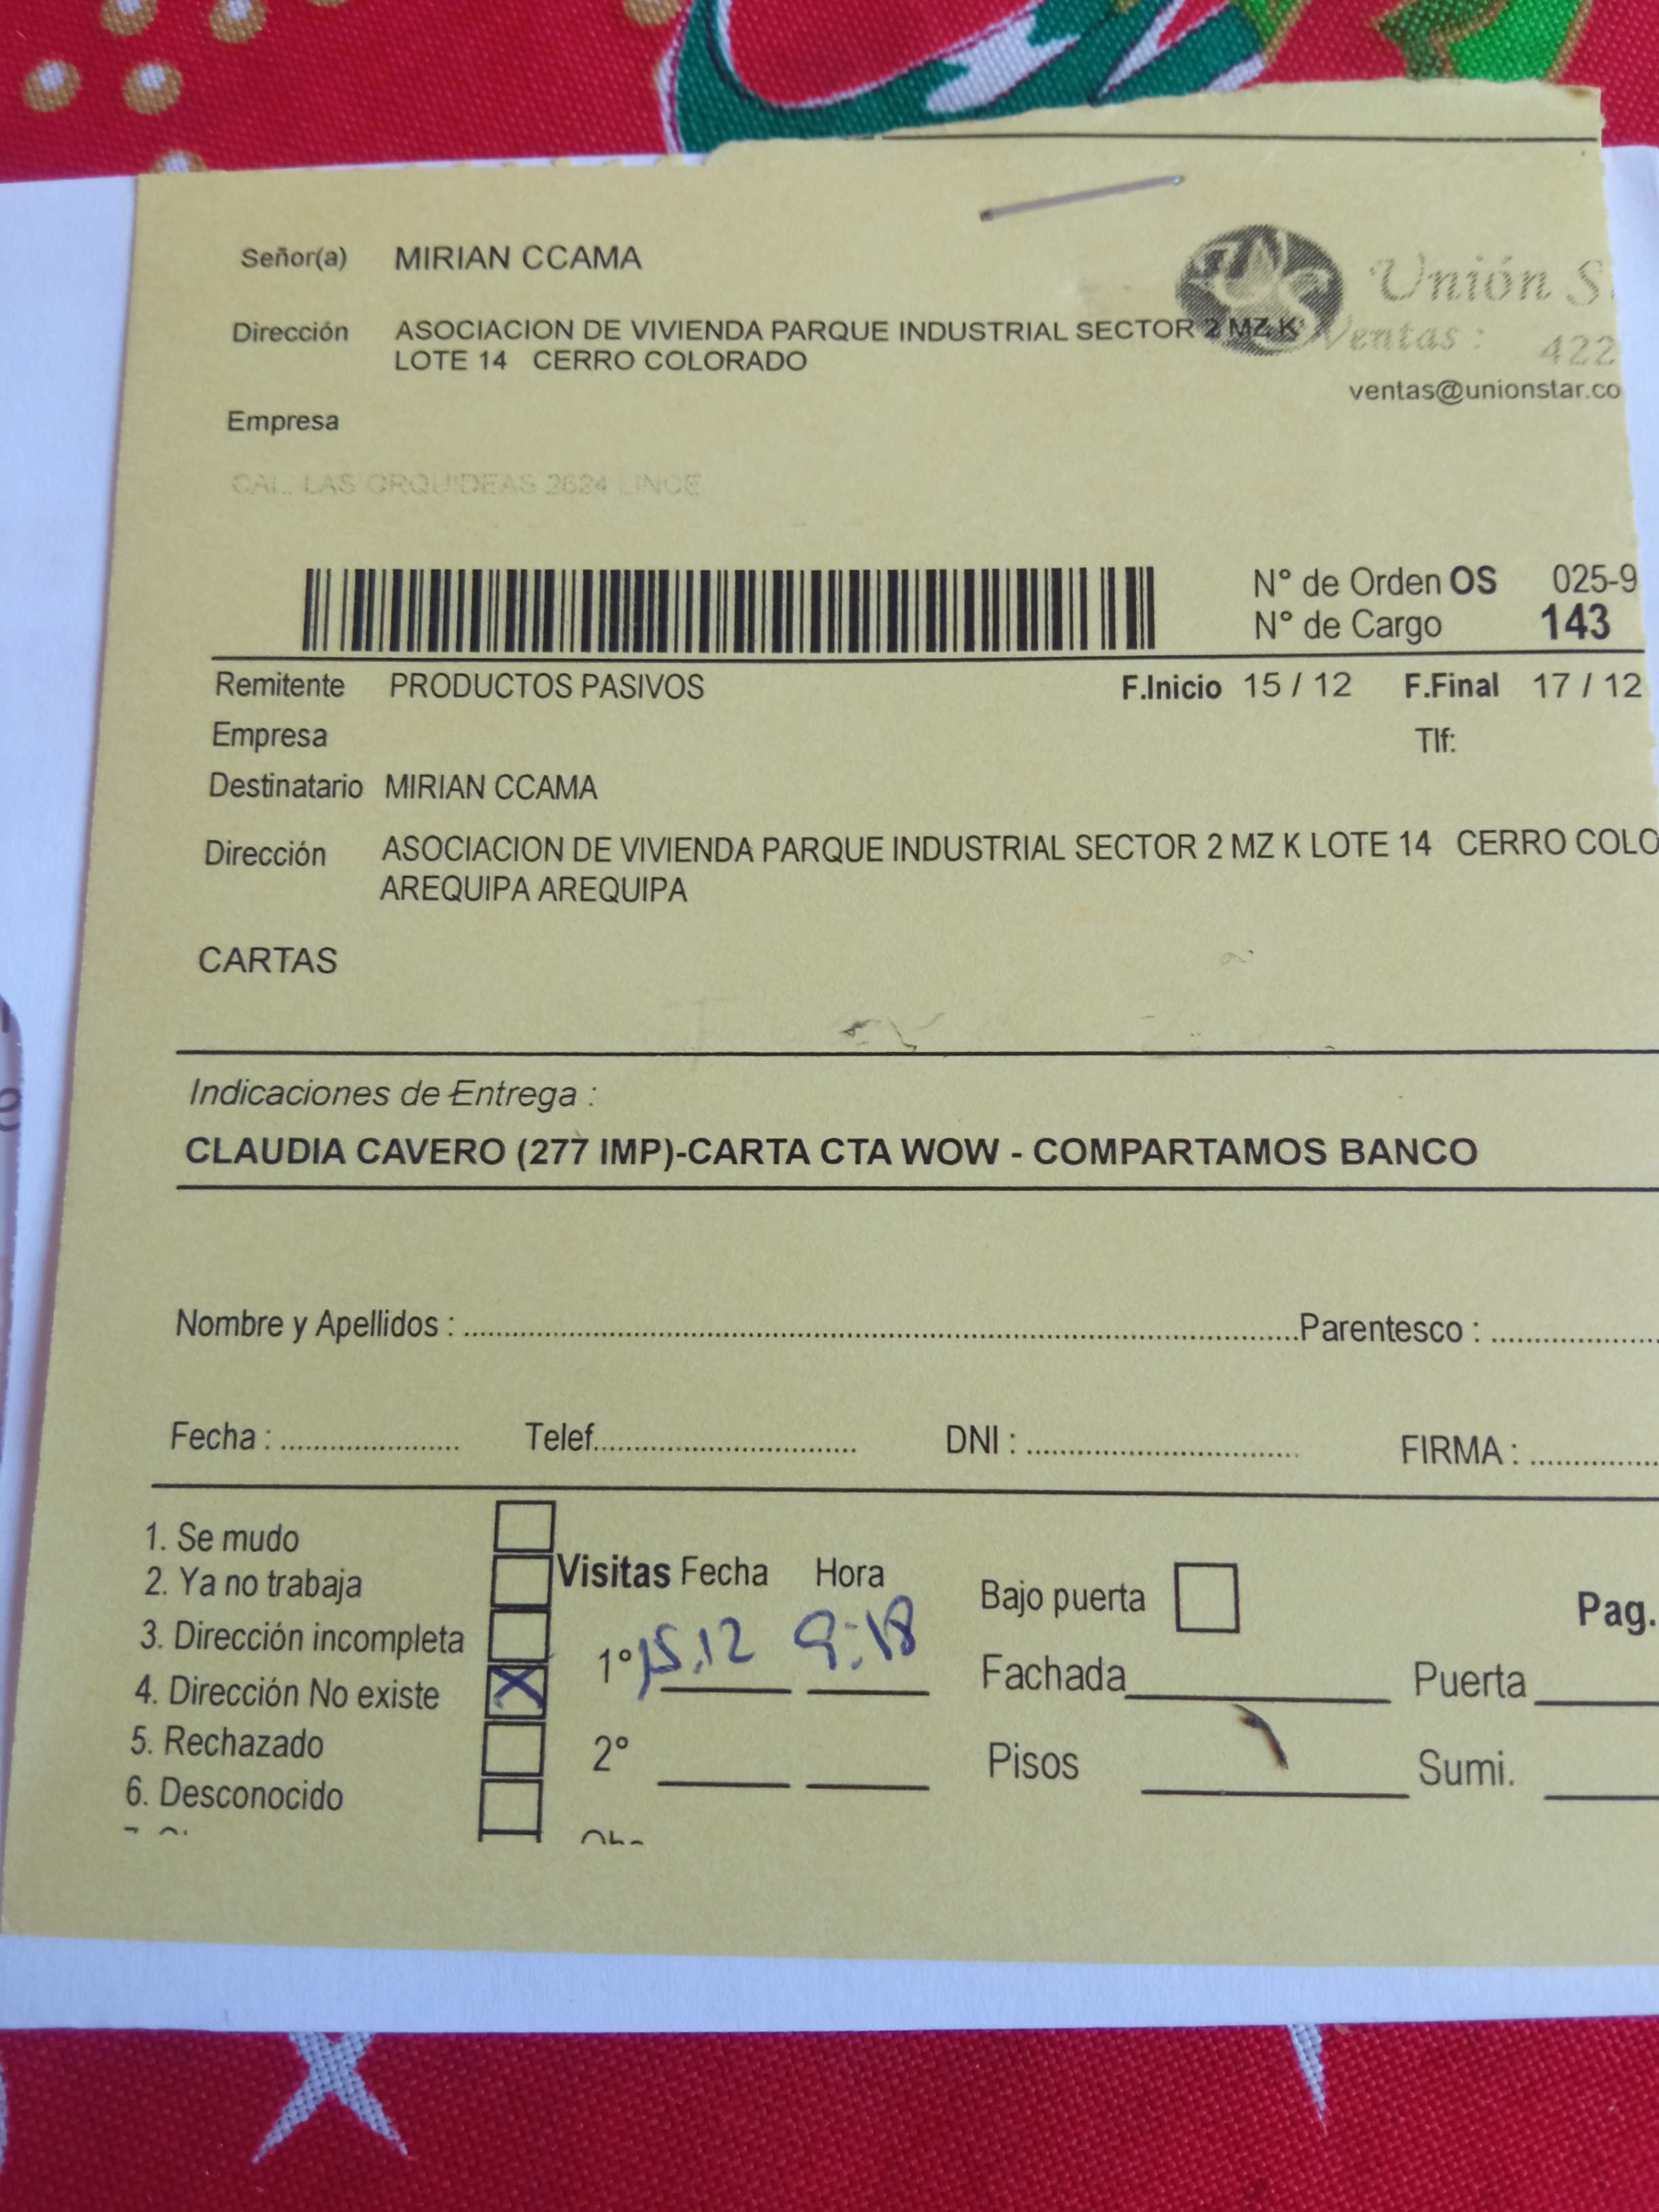 Señor(a) MIRIAN CCAMA
Unión S
Dirección ASOCIACION DE VIVIENDA PARQUE INDUSTRIAL SECTOR 2 MZ K
Ventas : 422
LOTE 14 CERRO COLORADO
ventas@unionstar.co
Empresa
CAL. LAS ORQUIDEAS 2624 LINCE
N° de Orden OS 025-9
N° de Cargo 143
Remitente PRODUCTOS PASIVOS F.Inicio 15 / 12 F.Final 17 / 12
Empresa Tlf:
Destinatario MIRIAN CCAMA
Dirección ASOCIACION DE VIVIENDA PARQUE INDUSTRIAL SECTOR 2 MZ K LOTE 14 CERRO COLO
AREQUIPA AREQUIPA
CARTAS
Indicaciones de Entrega :
CLAUDIA CAVERO (277 IMP)-CARTA CTA WOW - COMPARTAMOS BANCO
Nombre y Apellidos : Parentesco :
Fecha : Telef. DNI : FIRMA :
1. Se mudo
2. Ya no trabaja
3. Dirección incompleta
4. Dirección No existe X
5. Rechazado
6. Desconocido
Visitas Fecha Hora
1° 15.12 9:18
2°
Bajo puerta
Pag.
Fachada Puerta
Pisos Sumi.